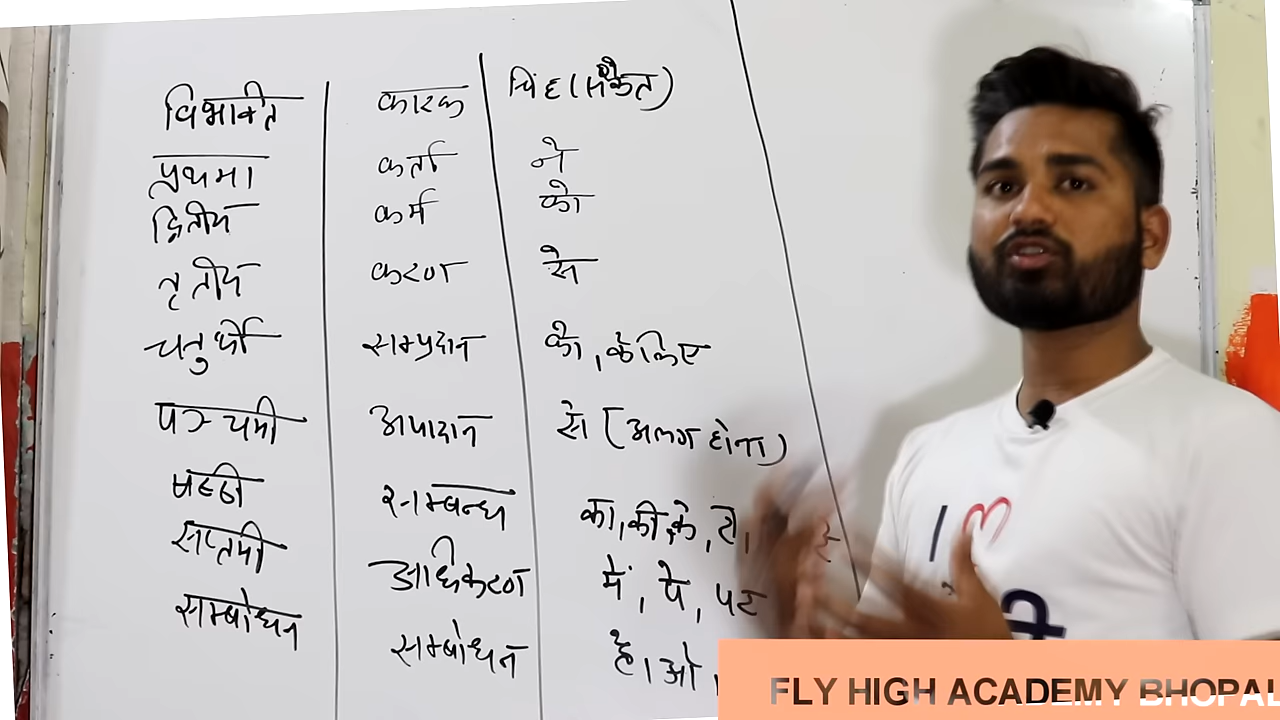 विभक्ति कारक चिंह (संकेत)
प्रथमा कर्ता ने
द्वितीय कर्म को
तृतीय करण से
चतुर्थी सम्प्रदान को, के लिए
पञ्चमी अपादान से (अलग होना)
षष्ठी सम्बन्ध का, की, के, रा,
सप्तमी अधिकरण में, पे, पर
सम्बोधन सम्बोधन हे, ओ,
I
FLY HIGH ACADEMY BHOPAL